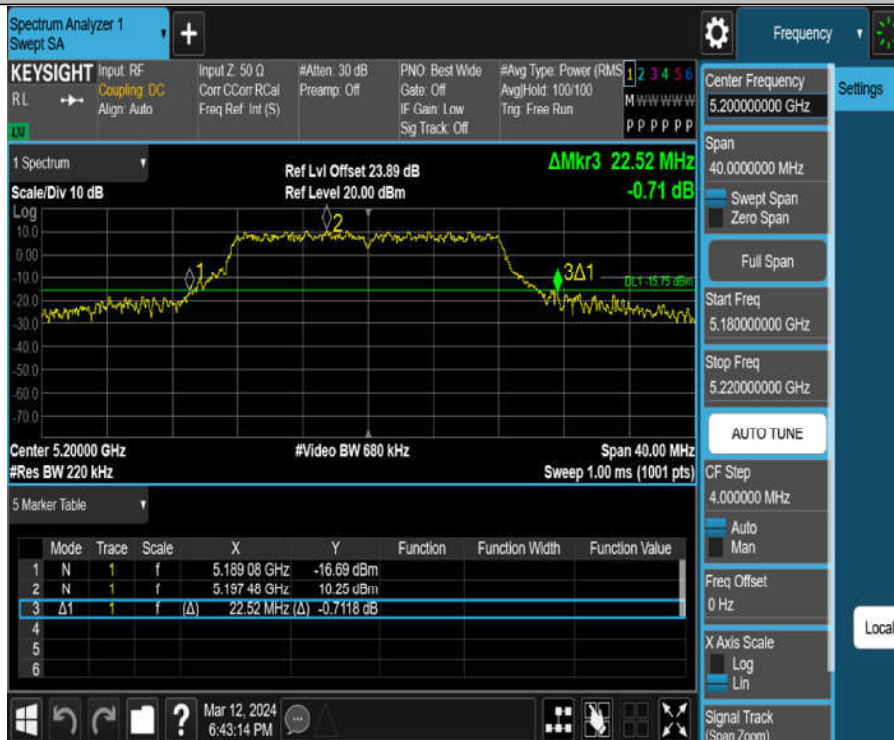 Spectrum Analyzer 1
Swept SA
Frequency
KEYSIGHT
RL
LXI
Input: RF
Coupling: DC
Align: Auto
Input Z: 50 Ω
Corr CCorr RCal
Freq Ref: Int (S)
#Atten: 30 dB
Preamp: Off
PNO: Best Wide
Gate: Off
IF Gain: Low
Sig Track: Off
#Avg Type: Power (RMS
Avg|Hold: 100/100
Trig: Free Run
1 2 3 4 5 6
M W W W W W
P P P P P P
Center Frequency
5.200000000 GHz
Settings
Span
40.0000000 MHz
Swept Span
Zero Span
Full Span
Start Freq
5.180000000 GHz
Stop Freq
5.220000000 GHz
AUTO TUNE
CF Step
4.000000 MHz
Auto
Man
Freq Offset
0 Hz
Local
X Axis Scale
Log
Lin
Signal Track
(Span Zoom)
1 Spectrum
Scale/Div 10 dB
Log
Ref Lvl Offset 23.89 dB
Ref Level 20.00 dBm
ΔMkr3 22.52 MHz
-0.71 dB
10.0
0.00
-10.0
-20.0
-30.0
-40.0
-50.0
-60.0
-70.0
1
2
3Δ1
DL1 -15.75 dBm
Center 5.20000 GHz
#Video BW 680 kHz
Span 40.00 MHz
#Res BW 220 kHz
Sweep 1.00 ms (1001 pts)
5 Marker Table
Mode Trace Scale X Y Function Function Width Function Value
1 N 1 f 5.189 08 GHz -16.69 dBm
2 N 1 f 5.197 48 GHz 10.25 dBm
3 Δ1 1 f (Δ) 22.52 MHz (Δ) -0.7118 dB
4
5
6
?
Mar 12, 2024
6:43:14 PM